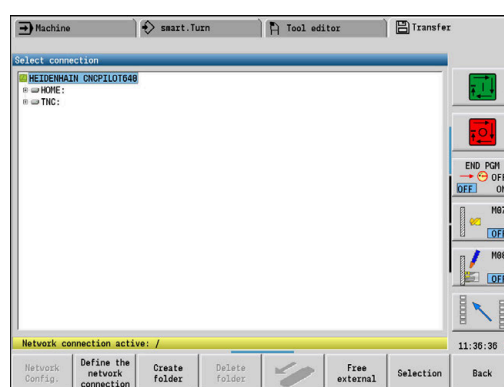 Machine
smart.Turn
Tool editor
Transfer
Select connection
HEIDENHAIN CNCPILOT640
HOME:
TNC:
END PGM
OFF
OFF
M07
OFF
M08
OFF
Network connection active: /
11:36:36
Network
Config.
Define the
network
connection
Create
folder
Delete
folder
Free
external
Selection
Back